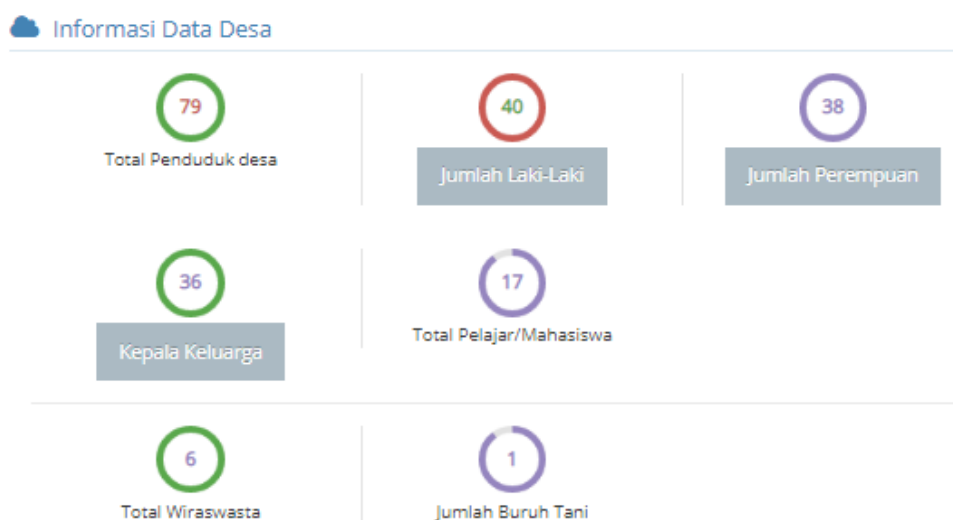 Informasi Data Desa
79
40
38
Total Penduduk desa
Jumlah Laki-Laki
Jumlah Perempuan
36
17
Kepala Keluarga
Total Pelajar/Mahasiswa
6
1
Total Wiraswasta
Jumlah Buruh Tani